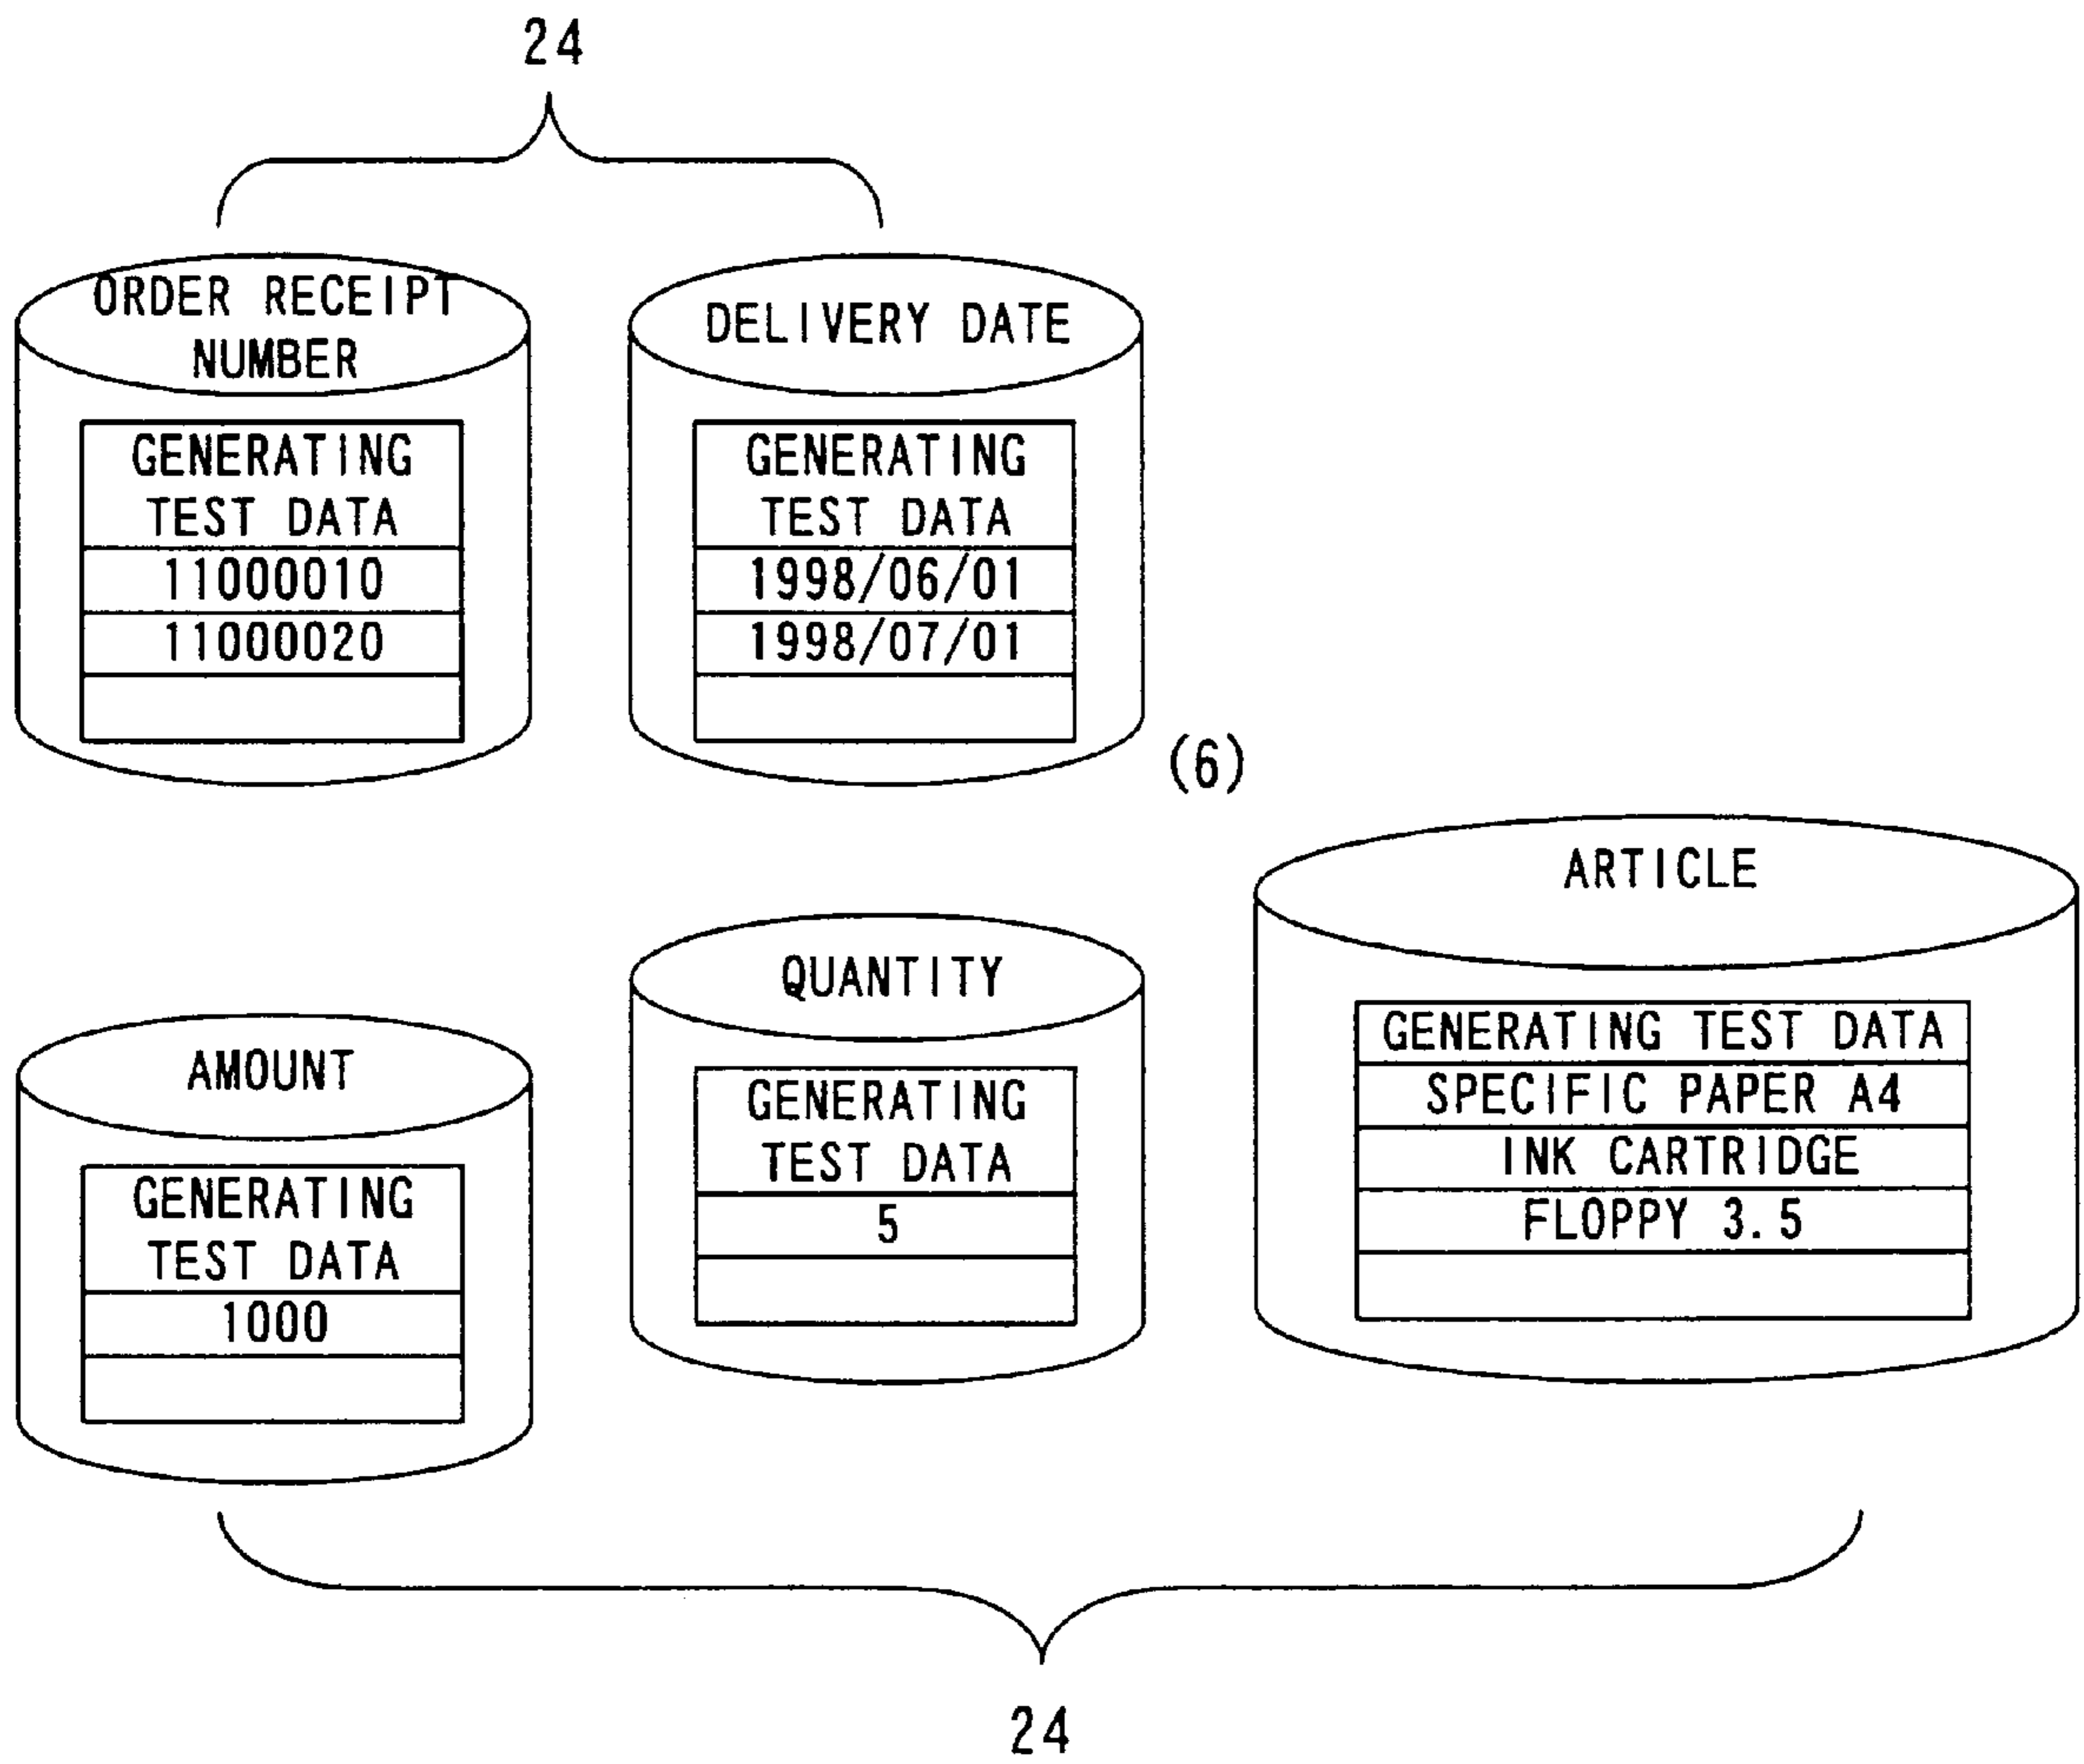 24
ORDER RECEIPT
NUMBER
GENERATING
TEST DATA
11000010
11000020
DELIVERY DATE
GENERATING
TEST DATA
1998/06/01
1998/07/01
(6)
AMOUNT
GENERATING
TEST DATA
1000
QUANTITY
GENERATING
TEST DATA
5
ARTICLE
GENERATING TEST DATA
SPECIFIC PAPER A4
INK CARTRIDGE
FLOPPY 3.5
24